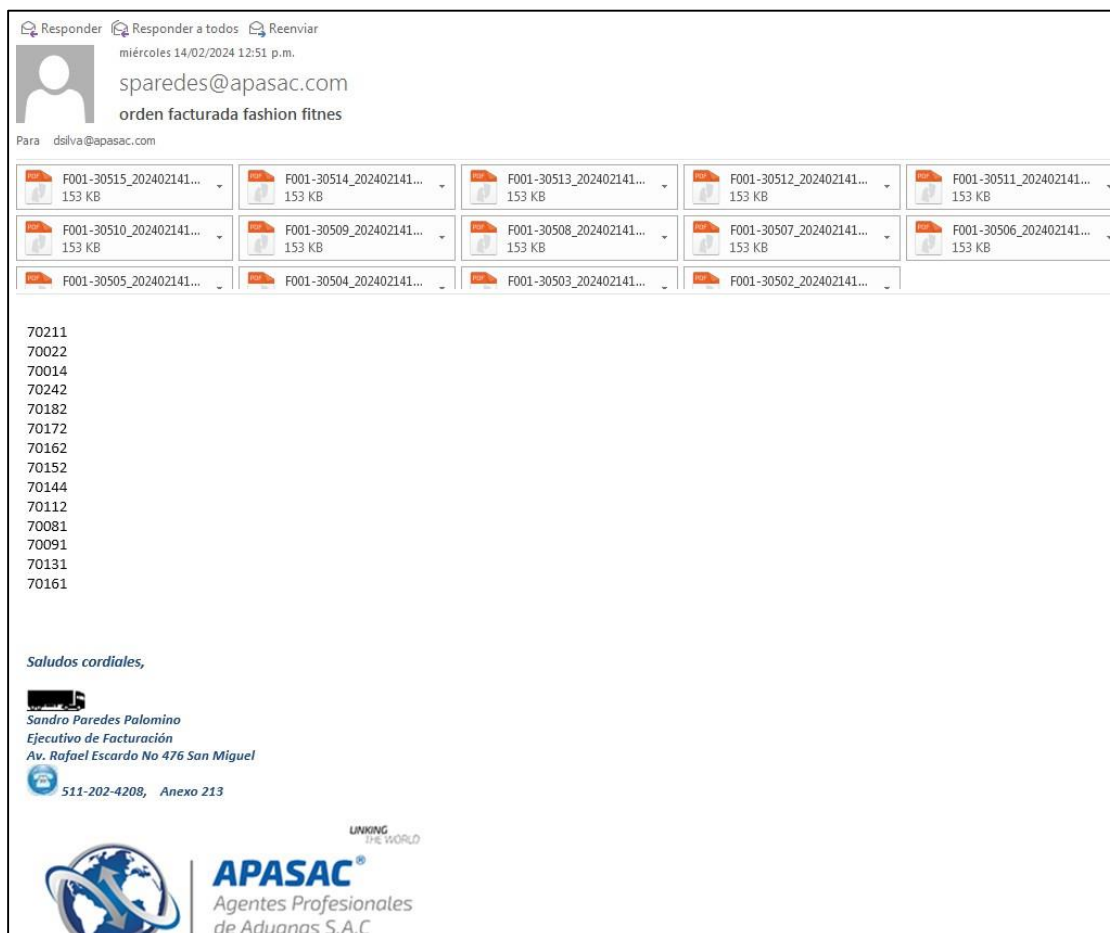 Responder Responder a todos Reenviar
miércoles 14/02/2024 12:51 p.m.
sparedes@apasac.com
orden facturada fashion fitnes
Para dsilva@apasac.com
F001-30515_202402141... F001-30514_202402141... F001-30513_202402141... F001-30512_202402141... F001-30511_202402141...
153 KB 153 KB 153 KB 153 KB 153 KB
F001-30510_202402141... F001-30509_202402141... F001-30508_202402141... F001-30507_202402141... F001-30506_202402141...
153 KB 153 KB 153 KB 153 KB 153 KB
F001-30505_202402141... F001-30504_202402141... F001-30503_202402141... F001-30502_202402141...
70211
70022
70014
70242
70182
70172
70162
70152
70144
70112
70081
70091
70131
70161
Saludos cordiales,
Sandro Paredes Palomino
Ejecutivo de Facturación
Av. Rafael Escardo No 476 San Miguel
511-202-4208, Anexo 213
LINKING
THE WORLD
APASAC®
Agentes Profesionales
de Aduanas S.A.C